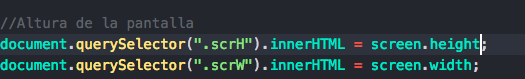 //Altura de la pantalla
document.querySelector(".scrH").innerHTML = screen.height;
document.querySelector(".scrW").innerHTML = screen.width;